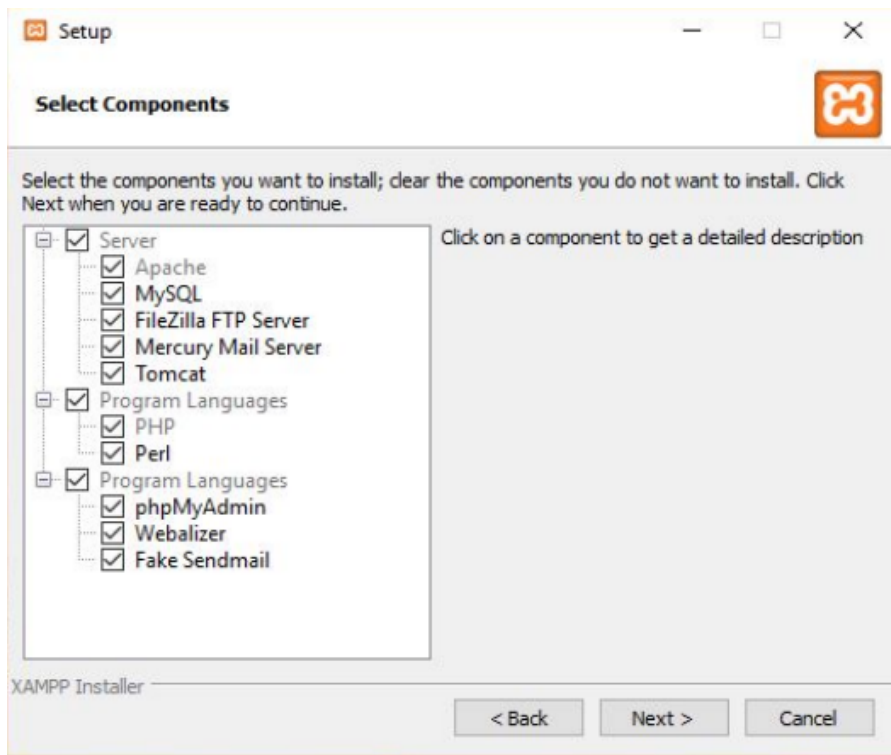 Setup
Select Components
Select the components you want to install; clear the components you do not want to install. Click
Next when you are ready to continue.
Server
Apache
MySQL
FileZilla FTP Server
Mercury Mail Server
Tomcat
Program Languages
PHP
Perl
Program Languages
phpMyAdmin
Webalizer
Fake Sendmail
Click on a component to get a detailed description
XAMPP Installer
< Back
Next >
Cancel